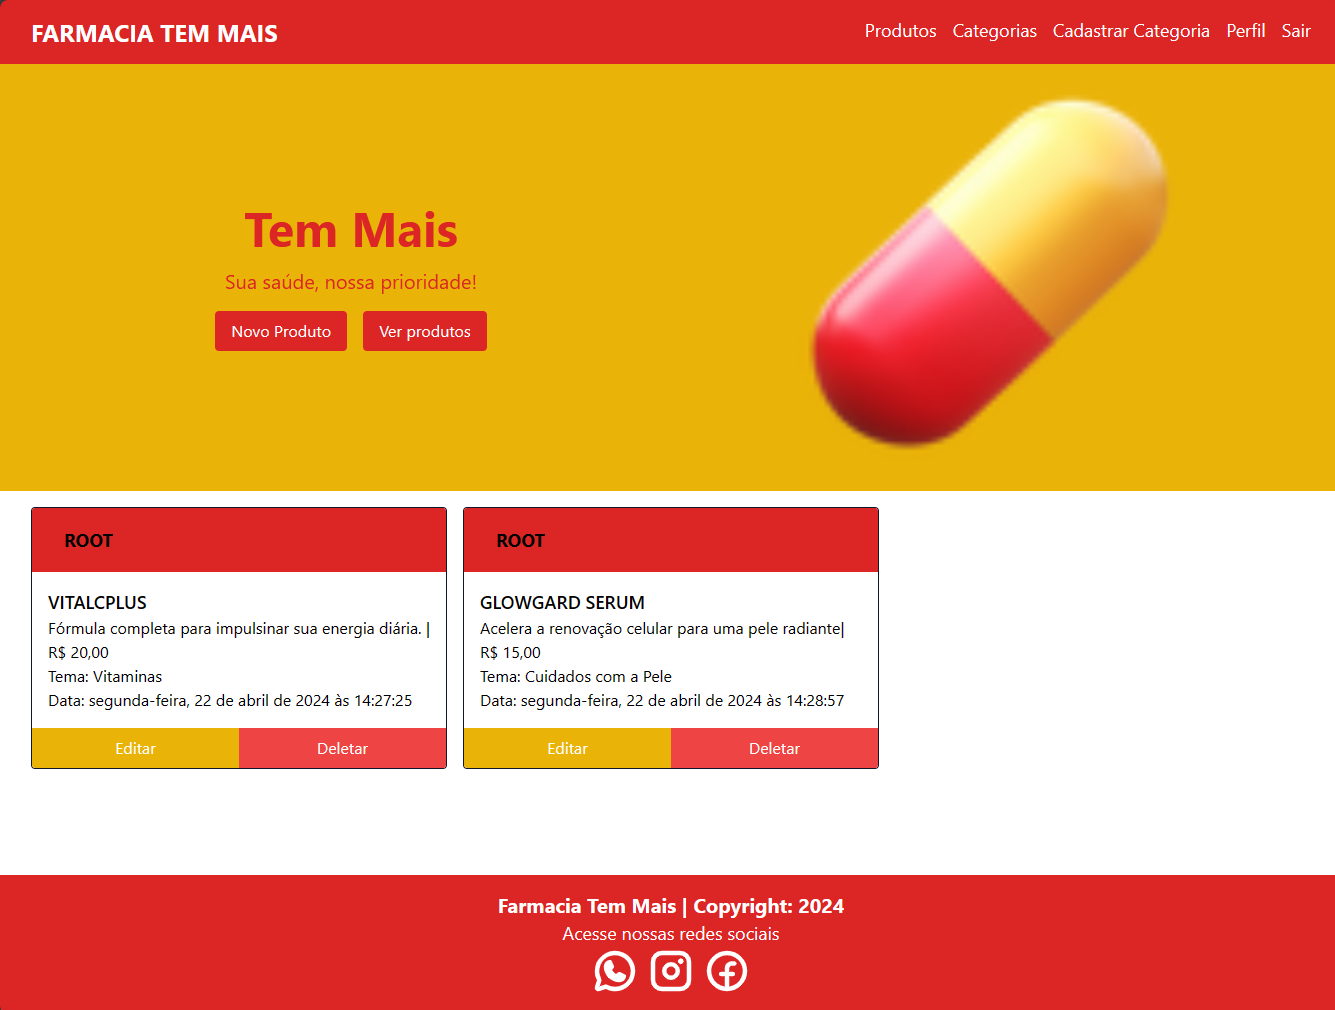 FARMACIA TEM MAIS
Produtos Categorias Cadastrar Categoria Perfil Sair
Tem Mais
Sua saúde, nossa prioridade!
Novo Produto Ver produtos
ROOT
VITALCPLUS
Fórmula completa para impulsinar sua energia diária. |
R$ 20,00
Tema: Vitaminas
Data: segunda-feira, 22 de abril de 2024 às 14:27:25
Editar Deletar
ROOT
GLOWGARD SERUM
Acelera a renovação celular para uma pele radiante|
R$ 15,00
Tema: Cuidados com a Pele
Data: segunda-feira, 22 de abril de 2024 às 14:28:57
Editar Deletar
Farmacia Tem Mais | Copyright: 2024
Acesse nossas redes sociais